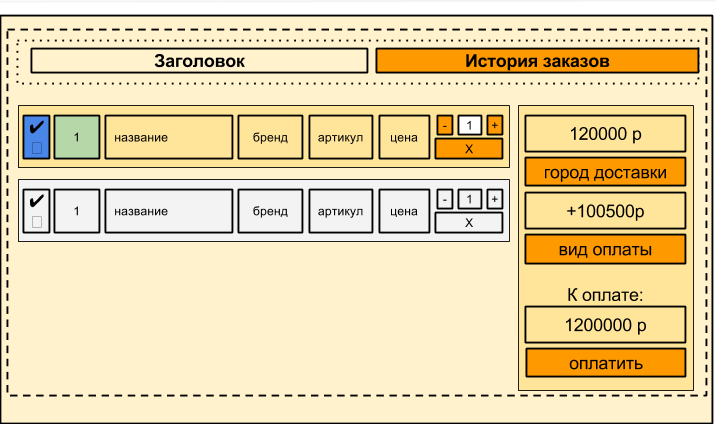 Заголовок
История заказов
✔ 1 название бренд артикул цена - 1 +
X
✔ 1 название бренд артикул цена - 1 +
X
120000 р
город доставки
+100500р
вид оплаты
К оплате:
1200000 р
оплатить